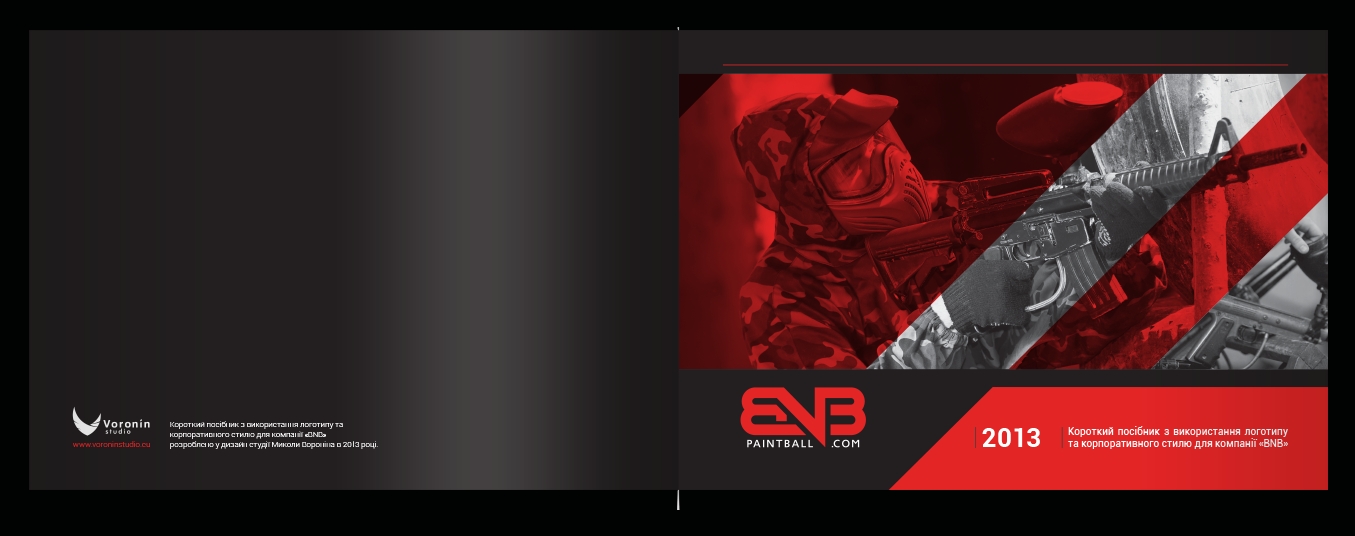 Voronin
studio
www.voroninstudio.eu
Короткий посібник з використання логотипу та
корпоративного стилю для компанії «BNB»
розроблено у дизайн студії Миколи Вороніна в 2013 році.
BNB
PAINTBALL .COM
2013
Короткий посібник з використання логотипу
та корпоративного стилю для компанії «BNB»